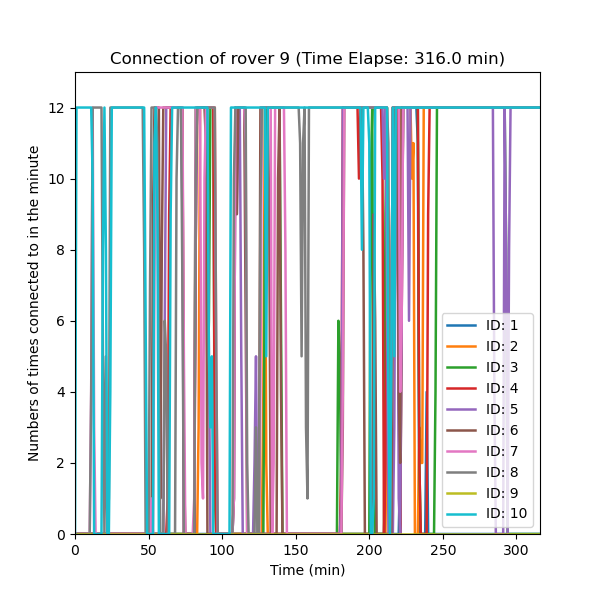 Connection of rover 9 (Time Elapse: 316.0 min)
Numbers of times connected to in the minute
12
10
8
6
4
2
0
0 50 100 150 200 250 300
Time (min)
ID: 1
ID: 2
ID: 3
ID: 4
ID: 5
ID: 6
ID: 7
ID: 8
ID: 9
ID: 10